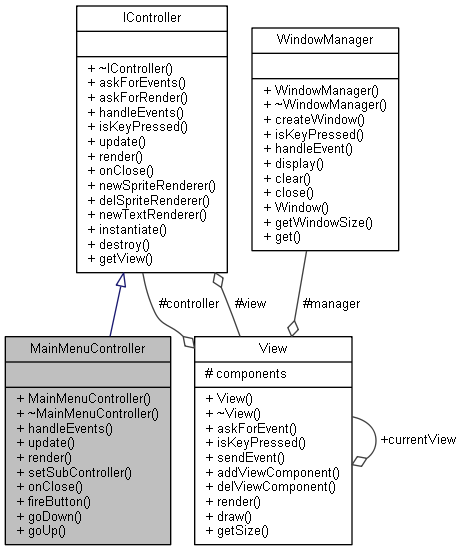 IController
+ ~IController()
+ askForEvents()
+ askForRender()
+ handleEvents()
+ isKeyPressed()
+ update()
+ render()
+ onClose()
+ newSpriteRenderer()
+ delSpriteRenderer()
+ newTextRenderer()
+ instantiate()
+ destroy()
+ getView()
WindowManager
+ WindowManager()
+ ~WindowManager()
+ createWindow()
+ isKeyPressed()
+ handleEvent()
+ display()
+ clear()
+ close()
+ Window()
+ getWindowSize()
+ get()
#controller
#view
#manager
MainMenuController
+ MainMenuController()
+ ~MainMenuController()
+ handleEvents()
+ update()
+ render()
+ setSubController()
+ onClose()
+ fireButton()
+ goDown()
+ goUp()
View
# components
+ View()
+ ~View()
+ askForEvent()
+ isKeyPressed()
+ sendEvent()
+ addViewComponent()
+ delViewComponent()
+ render()
+ draw()
+ getSize()
+currentView